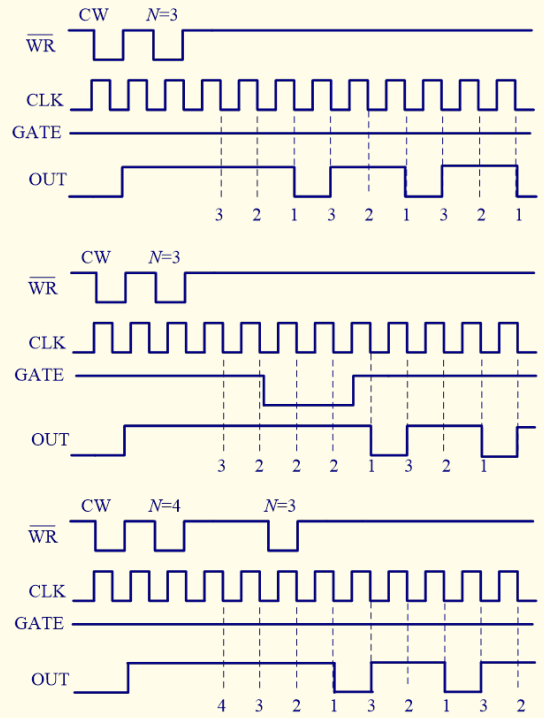 CW N=3
WR
CLK
GATE
OUT
3 2 1 3 2 1 3 2 1
CW N=3
WR
CLK
GATE
OUT
3 2 2 2 1 3 2 1
CW N=4 N=3
WR
CLK
GATE
OUT
4 3 2 1 3 2 1 3 2